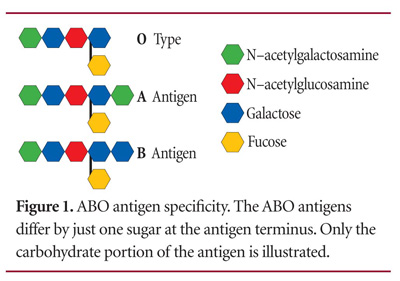 O Type
A Antigen
B Antigen
N–acetylgalactosamine
N–acetylglucosamine
Galactose
Fucose
Figure 1. ABO antigen specificity. The ABO antigens
differ by just one sugar at the antigen terminus. Only the
carbohydrate portion of the antigen is illustrated.